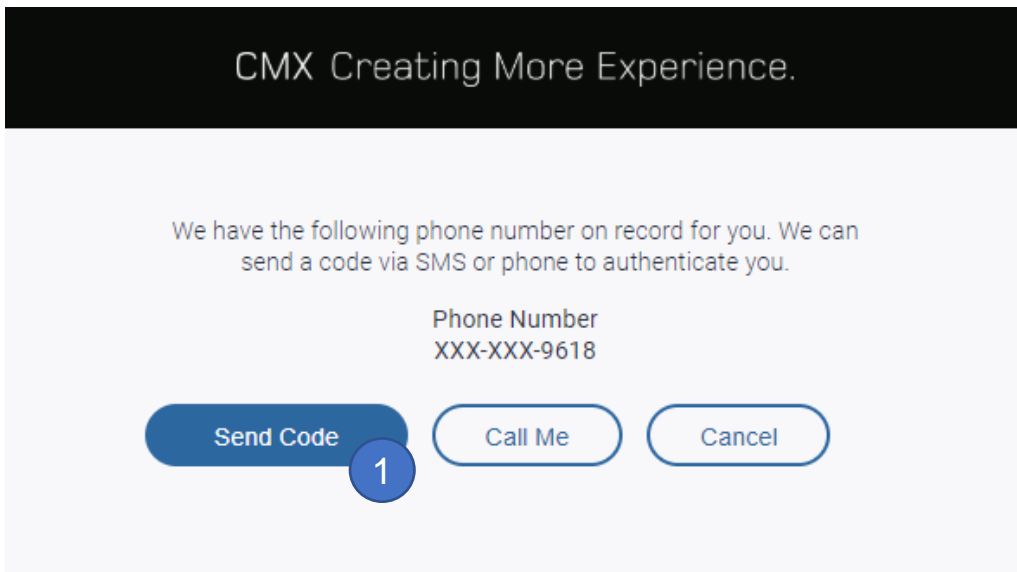 CMX Creating More Experience.
We have the following phone number on record for you. We can
send a code via SMS or phone to authenticate you.
Phone Number
XXX-XXX-9618
Send Code
Call Me
Cancel
1